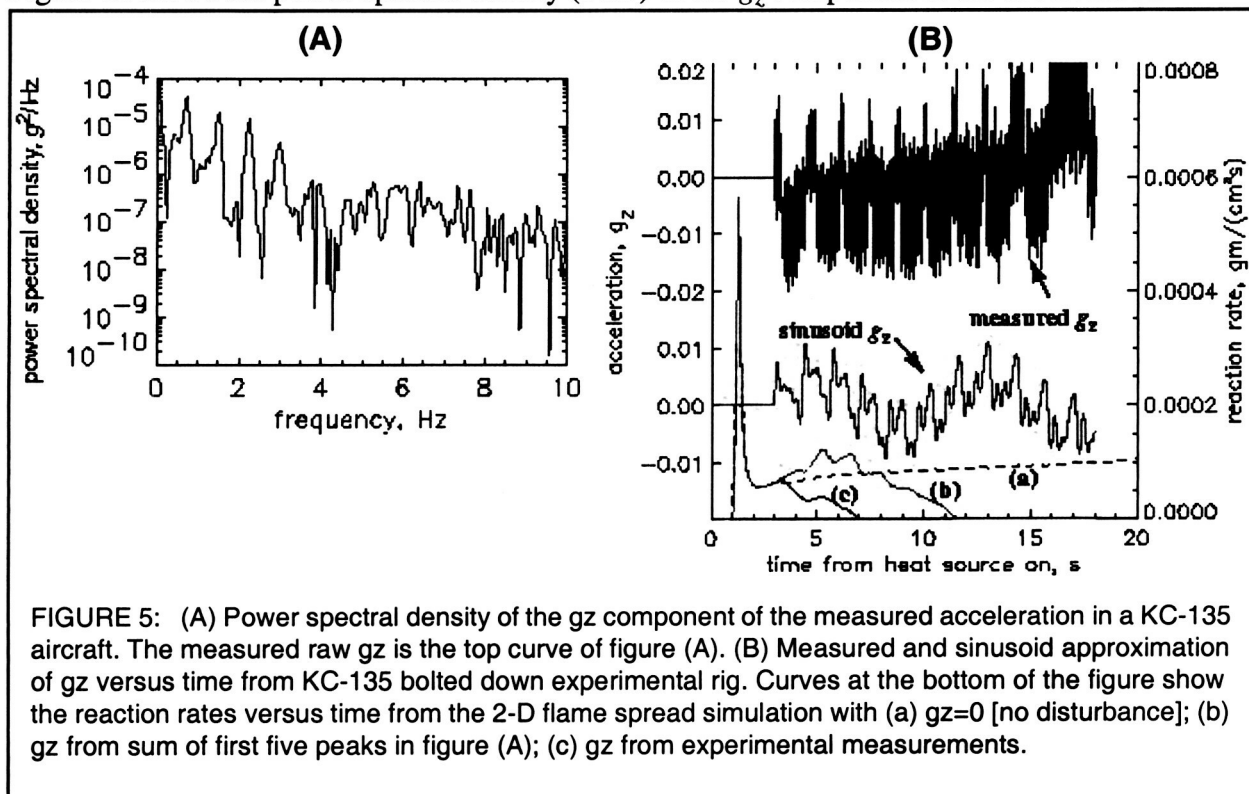 (A)
10−4
10−5
10−6
10−7
10−8
10−9
10−10
power spectral density, g2/Hz
0 2 4 6 8 10
frequency, Hz
(B)
0.02
0.01
0.00
-0.01
-0.02
0.01
0.00
-0.01
acceleration, gz
0.0008
0.0006
0.0004
0.0002
0.0000
reaction rate, gm/(cm2s)
measured gz
sinusoid gz
(a)
(b)
(c)
0 5 10 15 20
time from heat source on, s
FIGURE 5: (A) Power spectral density of the gz component of the measured acceleration in a KC-135
aircraft. The measured raw gz is the top curve of figure (A). (B) Measured and sinusoid approximation
of gz versus time from KC-135 bolted down experimental rig. Curves at the bottom of the figure show
the reaction rates versus time from the 2-D flame spread simulation with (a) gz=0 [no disturbance]; (b)
gz from sum of first five peaks in figure (A); (c) gz from experimental measurements.